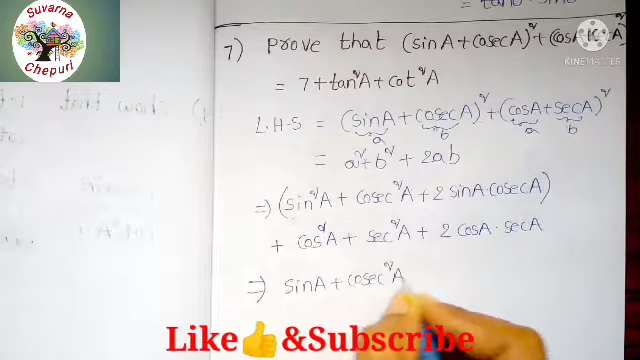 Suvarna
Chepuri
= tanθ · sinθ
7) Prove that (sinA + cosecA)² + (cosA + secA)²
= 7 + tan²A + cot²A
KINEMASTER
L.H.S = (sinA + cosecA)² + (cosA + secA)²
a b a b
= a² + b² + 2ab
⇒ (sin²A + cosec²A + 2 sinA · cosecA)
+ cos²A + sec²A + 2 cosA · secA
⇒ sinA + cosec²A
Like👍&Subscribe